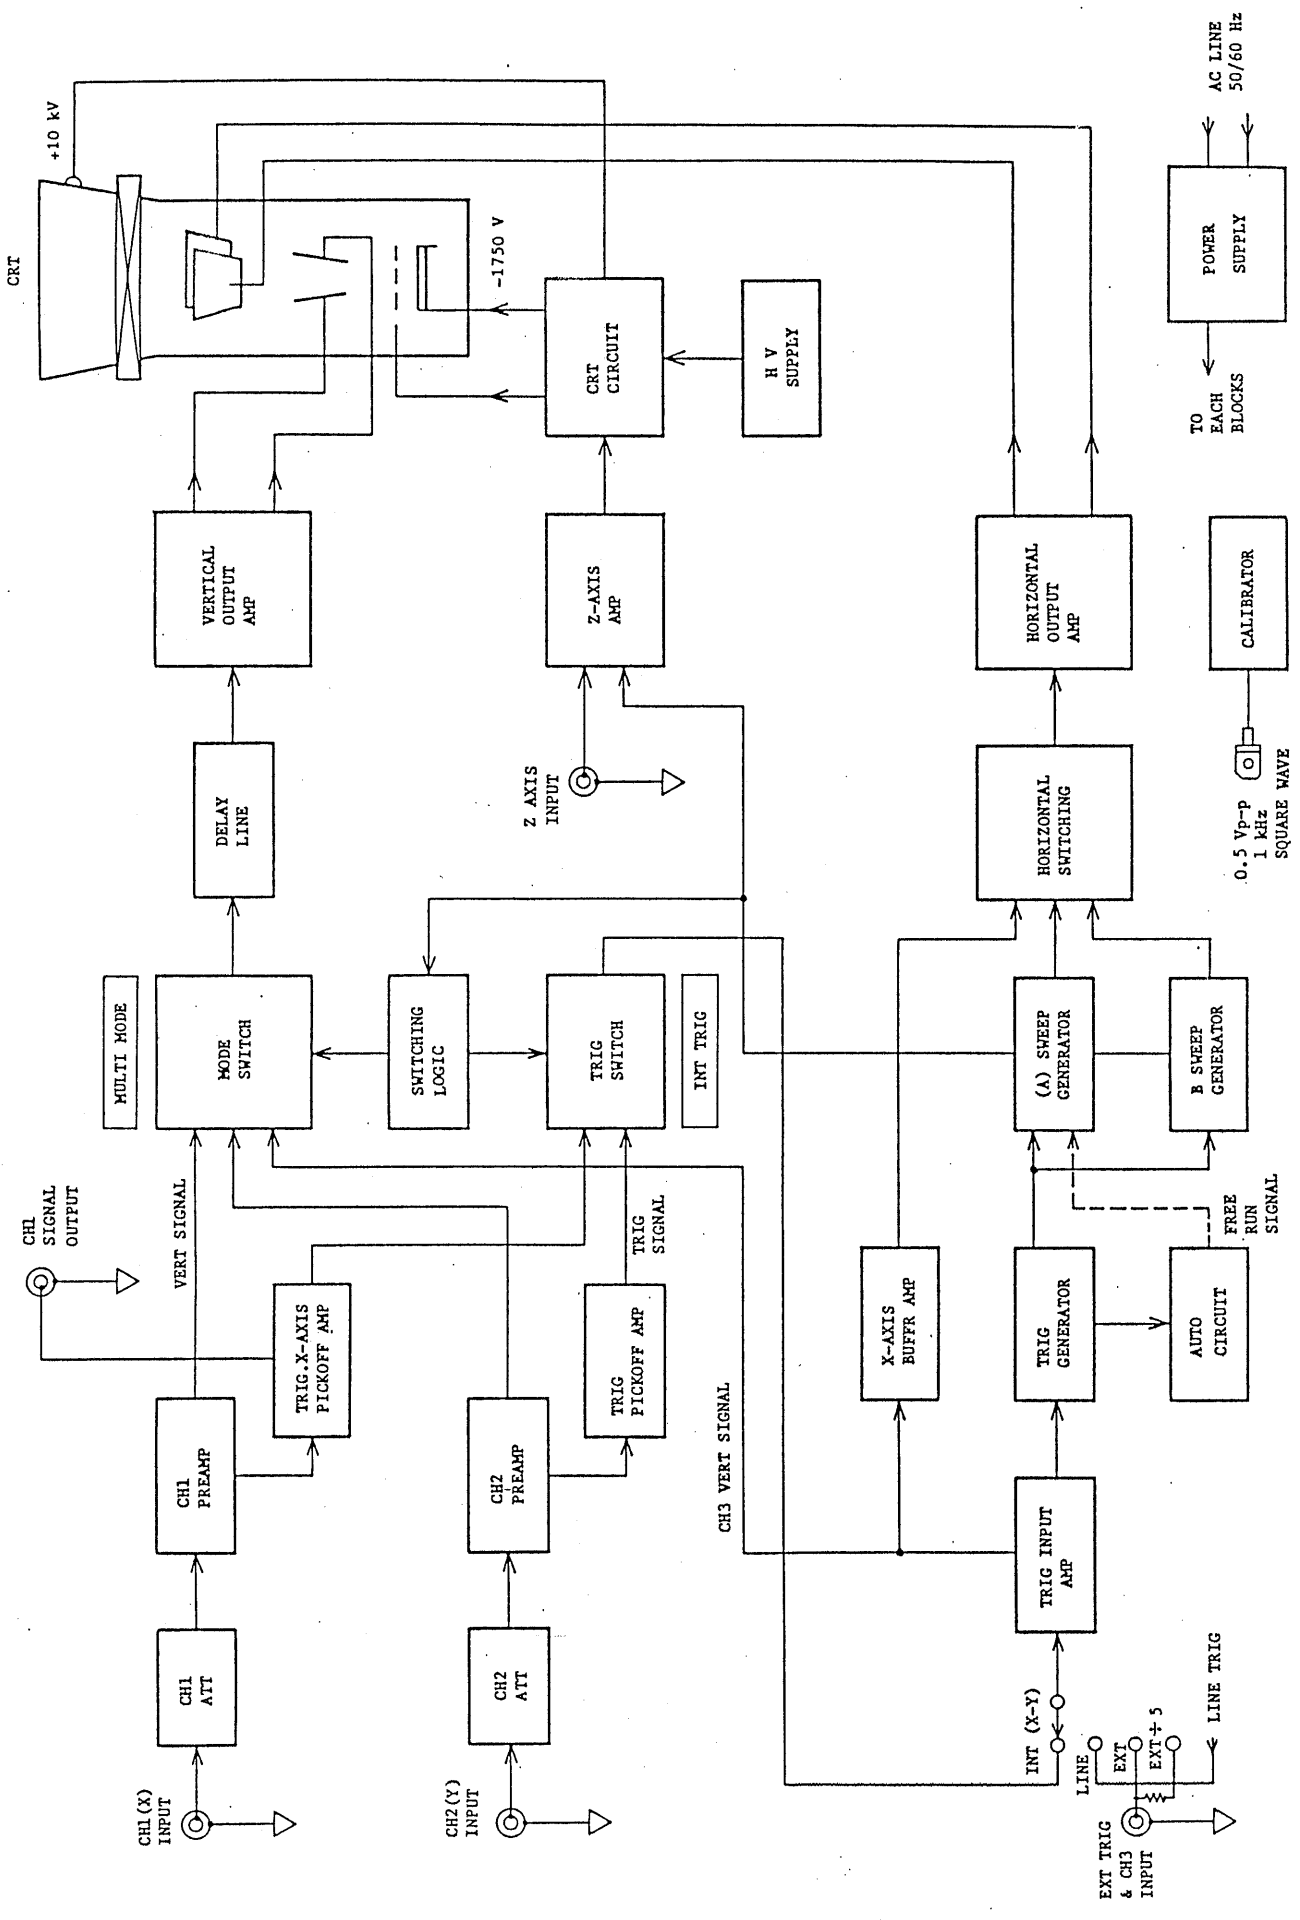 CH1(X)
INPUT
CH1
ATT
CH1
PREAMP
VERT SIGNAL
CH1
SIGNAL
OUTPUT
TRIG.X-AXIS
PICKOFF AMP
MULTI MODE
MODE
SWITCH
DELAY
LINE
VERTICAL
OUTPUT
AMP
CRT
+10 kV
CH2(Y)
INPUT
CH2
ATT
CH2
PREAMP
TRIG
PICKOFF AMP
TRIG
SIGNAL
SWITCHING
LOGIC
TRIG
SWITCH
INT TRIG
Z AXIS
INPUT
Z-AXIS
AMP
CRT
CIRCUIT
-1750 V
H V
SUPPLY
CH3 VERT SIGNAL
X-AXIS
BUFFR AMP
INT (X-Y)
LINE
EXT
EXT÷5
LINE TRIG
EXT TRIG
& CH3
INPUT
TRIG INPUT
AMP
TRIG
GENERATOR
AUTO
CIRCUIT
FREE
RUN
SIGNAL
(A) SWEEP
GENERATOR
B SWEEP
GENERATOR
HORIZONTAL
SWITCHING
HORIZONTAL
OUTPUT
AMP
0.5 Vp-p
1 kHz
SQUARE WAVE
CALIBRATOR
TO
EACH
BLOCKS
POWER
SUPPLY
AC LINE
50/60 Hz